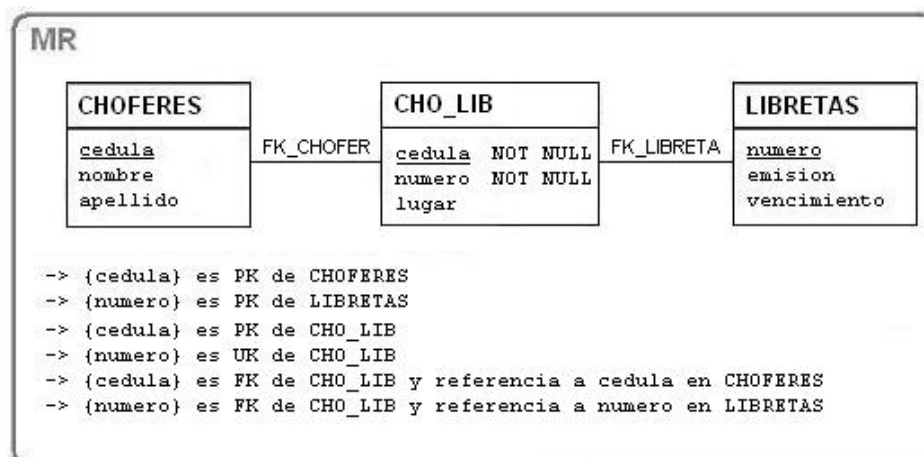 MR
CHOFERES
cedula
nombre
apellido
FK_CHOFER
CHO_LIB
cedula NOT NULL
numero NOT NULL
lugar
FK_LIBRETA
LIBRETAS
numero
emision
vencimiento
-> {cedula} es PK de CHOFERES
-> {numero} es PK de LIBRETAS
-> {cedula} es PK de CHO_LIB
-> {numero} es UK de CHO_LIB
-> {cedula} es FK de CHO_LIB y referencia a cedula en CHOFERES
-> {numero} es FK de CHO_LIB y referencia a numero en LIBRETAS